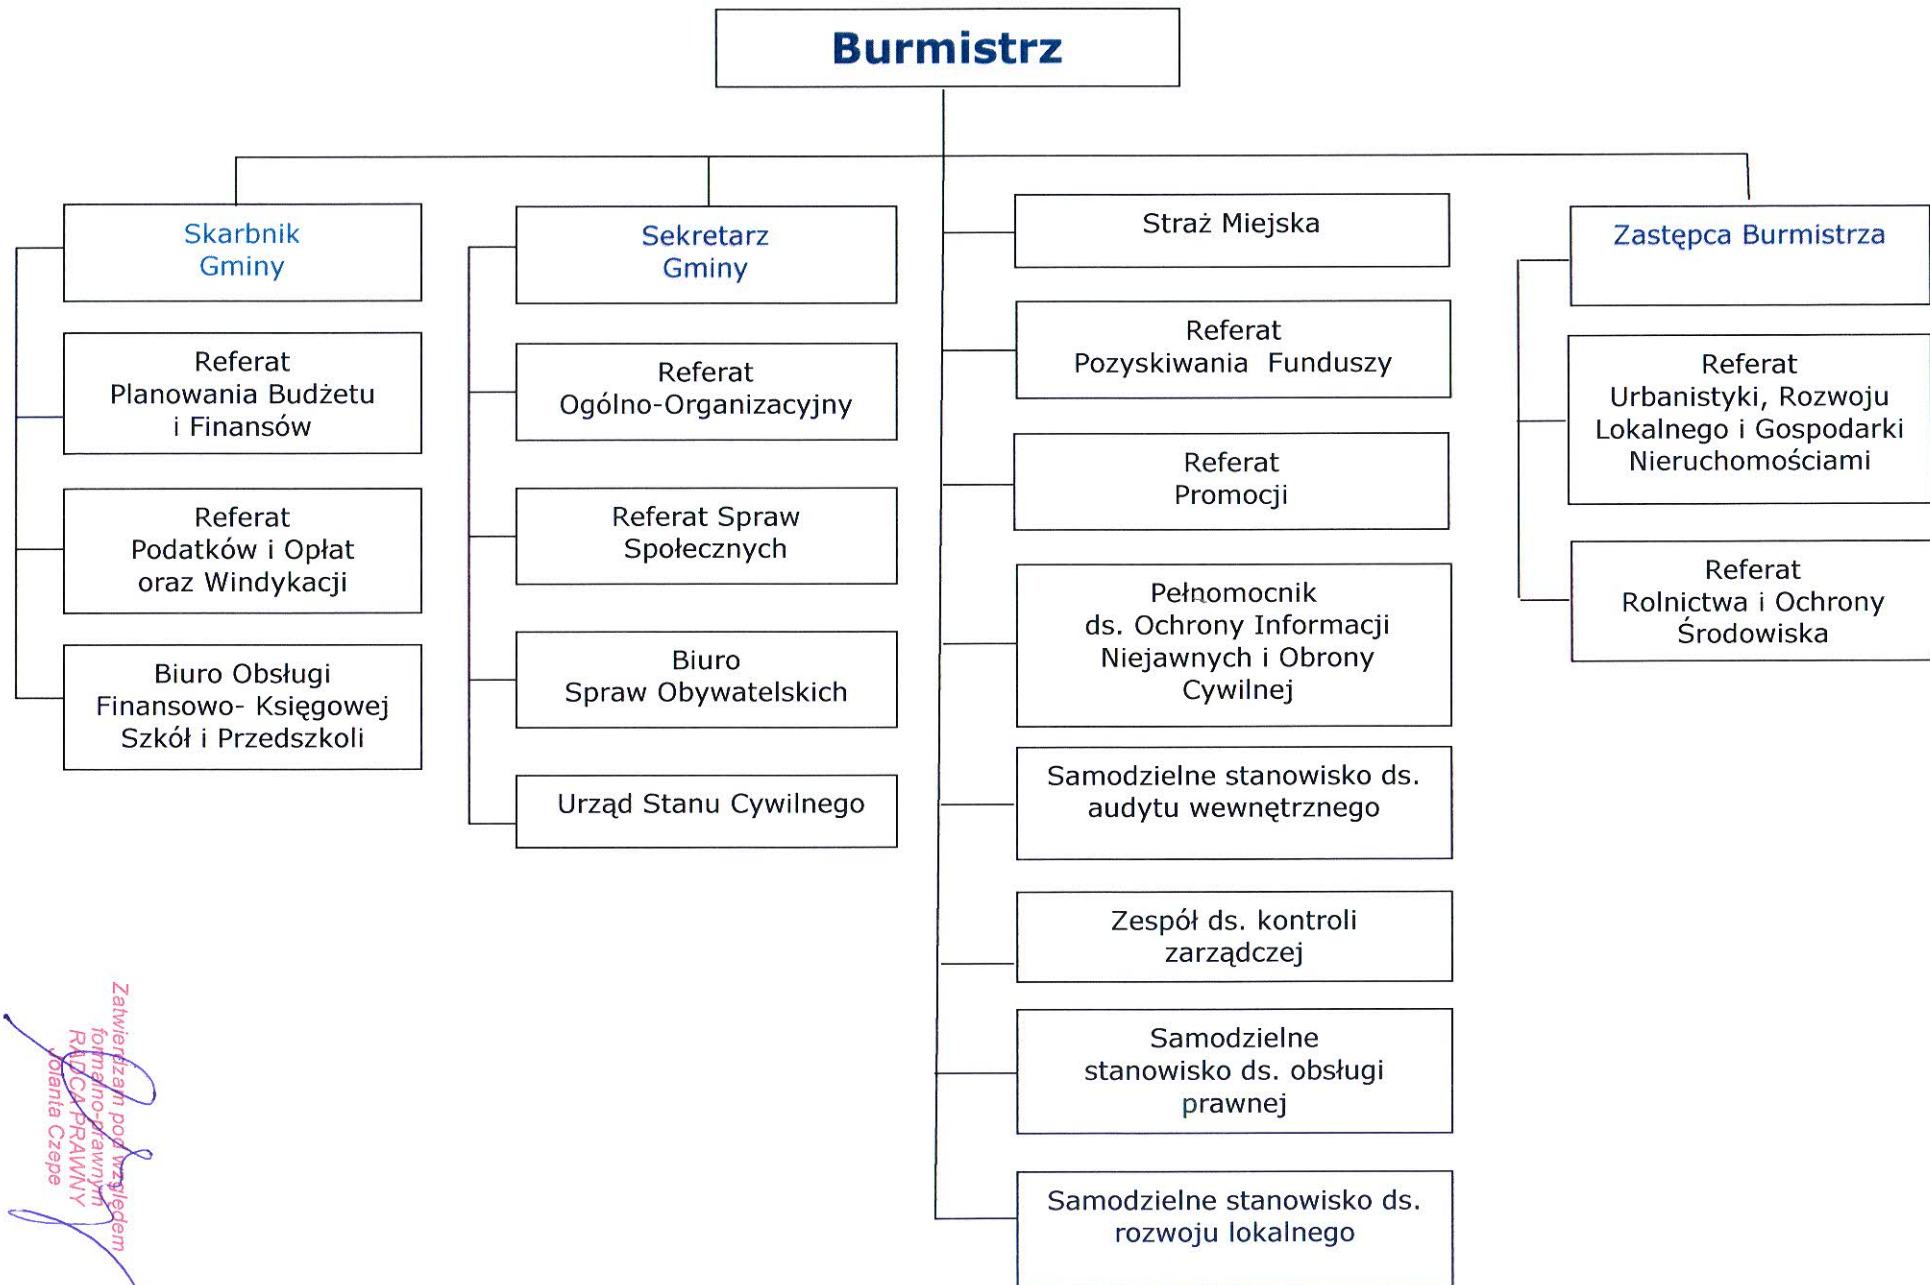 Burmistrz
Skarbnik
Gminy
Referat
Planowania Budżetu
i Finansów
Referat
Podatków i Opłat
oraz Windykacji
Biuro Obsługi
Finansowo- Księgowej
Szkół i Przedszkoli
Sekretarz
Gminy
Referat
Ogólno-Organizacyjny
Referat Spraw
Społecznych
Biuro
Spraw Obywatelskich
Urząd Stanu Cywilnego
Straż Miejska
Referat
Pozyskiwania Funduszy
Referat
Promocji
Pełnomocnik
ds. Ochrony Informacji
Niejawnych i Obrony
Cywilnej
Samodzielne stanowisko ds.
audytu wewnętrznego
Zespół ds. kontroli
zarządczej
Samodzielne
stanowisko ds. obsługi
prawnej
Samodzielne stanowisko ds.
rozwoju lokalnego
Zastępca Burmistrza
Referat
Urbanistyki, Rozwoju
Lokalnego i Gospodarki
Nieruchomościami
Referat
Rolnictwa i Ochrony
Środowiska
Zatwierdzam pod względem
formalno-prawnym
RADCA PRAWNY
Jolanta Czepe